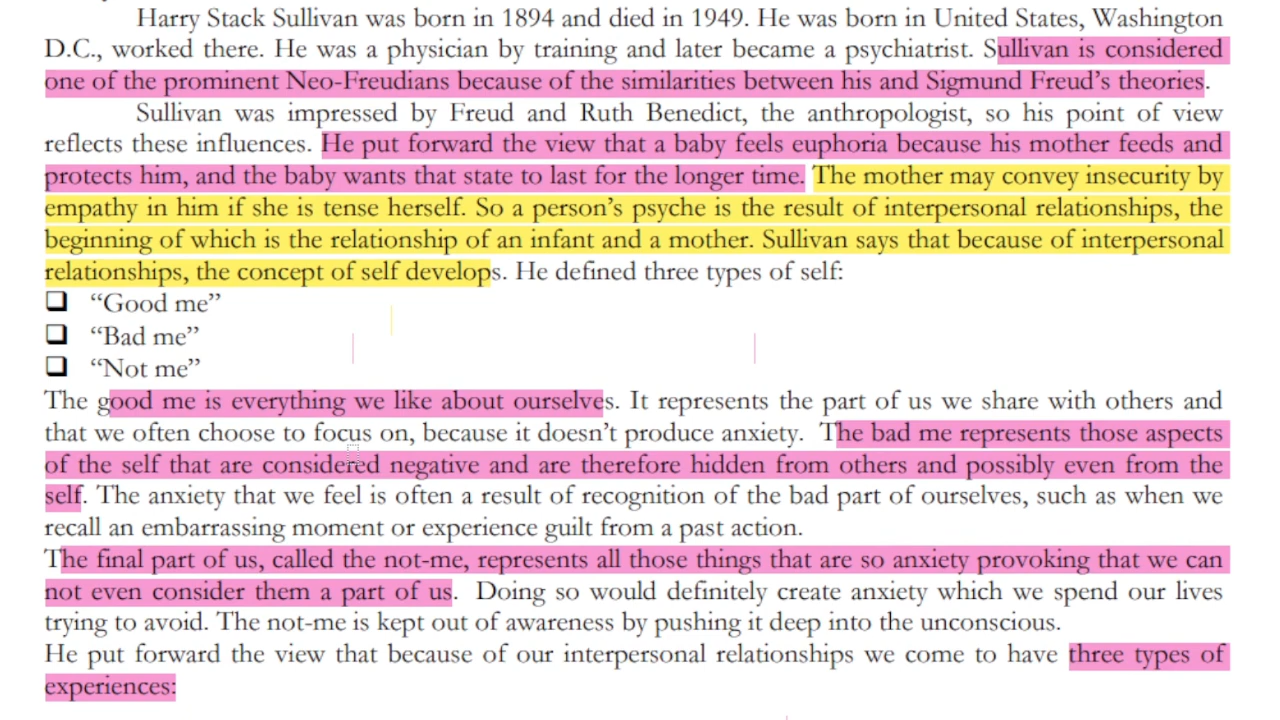 Harry Stack Sullivan was born in 1894 and died in 1949. He was born in United States, Washington
D.C., worked there. He was a physician by training and later became a psychiatrist. Sullivan is considered
one of the prominent Neo-Freudians because of the similarities between his and Sigmund Freud's theories.
Sullivan was impressed by Freud and Ruth Benedict, the anthropologist, so his point of view
reflects these influences. He put forward the view that a baby feels euphoria because his mother feeds and
protects him, and the baby wants that state to last for the longer time. The mother may convey insecurity by
empathy in him if she is tense herself. So a person's psyche is the result of interpersonal relationships, the
beginning of which is the relationship of an infant and a mother. Sullivan says that because of interpersonal
relationships, the concept of self develops. He defined three types of self:
❑ “Good me”
❑ “Bad me”
❑ “Not me”
The good me is everything we like about ourselves. It represents the part of us we share with others and
that we often choose to focus on, because it doesn't produce anxiety. The bad me represents those aspects
of the self that are considered negative and are therefore hidden from others and possibly even from the
self. The anxiety that we feel is often a result of recognition of the bad part of ourselves, such as when we
recall an embarrassing moment or experience guilt from a past action.
The final part of us, called the not-me, represents all those things that are so anxiety provoking that we can
not even consider them a part of us. Doing so would definitely create anxiety which we spend our lives
trying to avoid. The not-me is kept out of awareness by pushing it deep into the unconscious.
He put forward the view that because of our interpersonal relationships we come to have three types of
experiences: